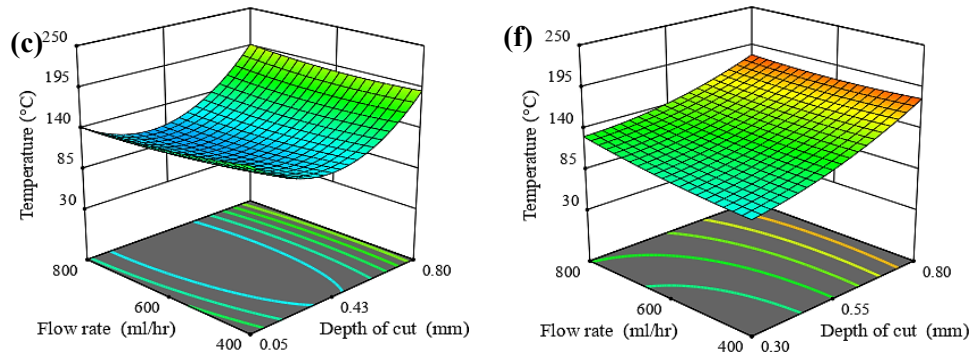 (c)
250
195
140
85
30
Temperature (°C)
800
600
400
Flow rate (ml/hr)
0.05
0.43
0.80
Depth of cut (mm)
(f)
250
195
140
85
30
Temperature (°C)
800
600
400
Flow rate (ml/hr)
0.30
0.55
0.80
Depth of cut (mm)